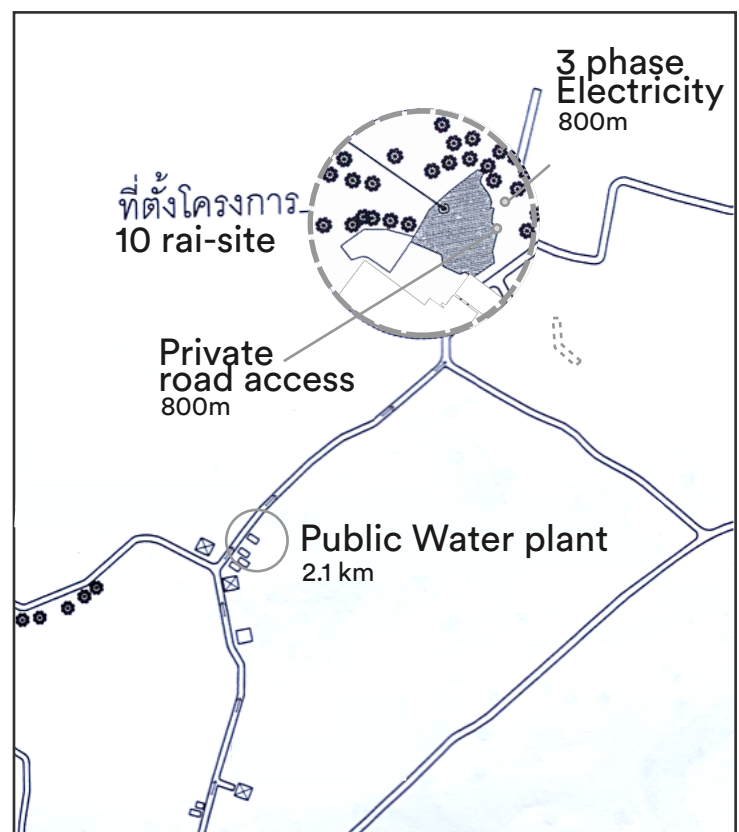 3 phase
Electricity
800m
ที่ตั้งโครงการ
10 rai-site
Private
road access
800m
Public Water plant
2.1 km